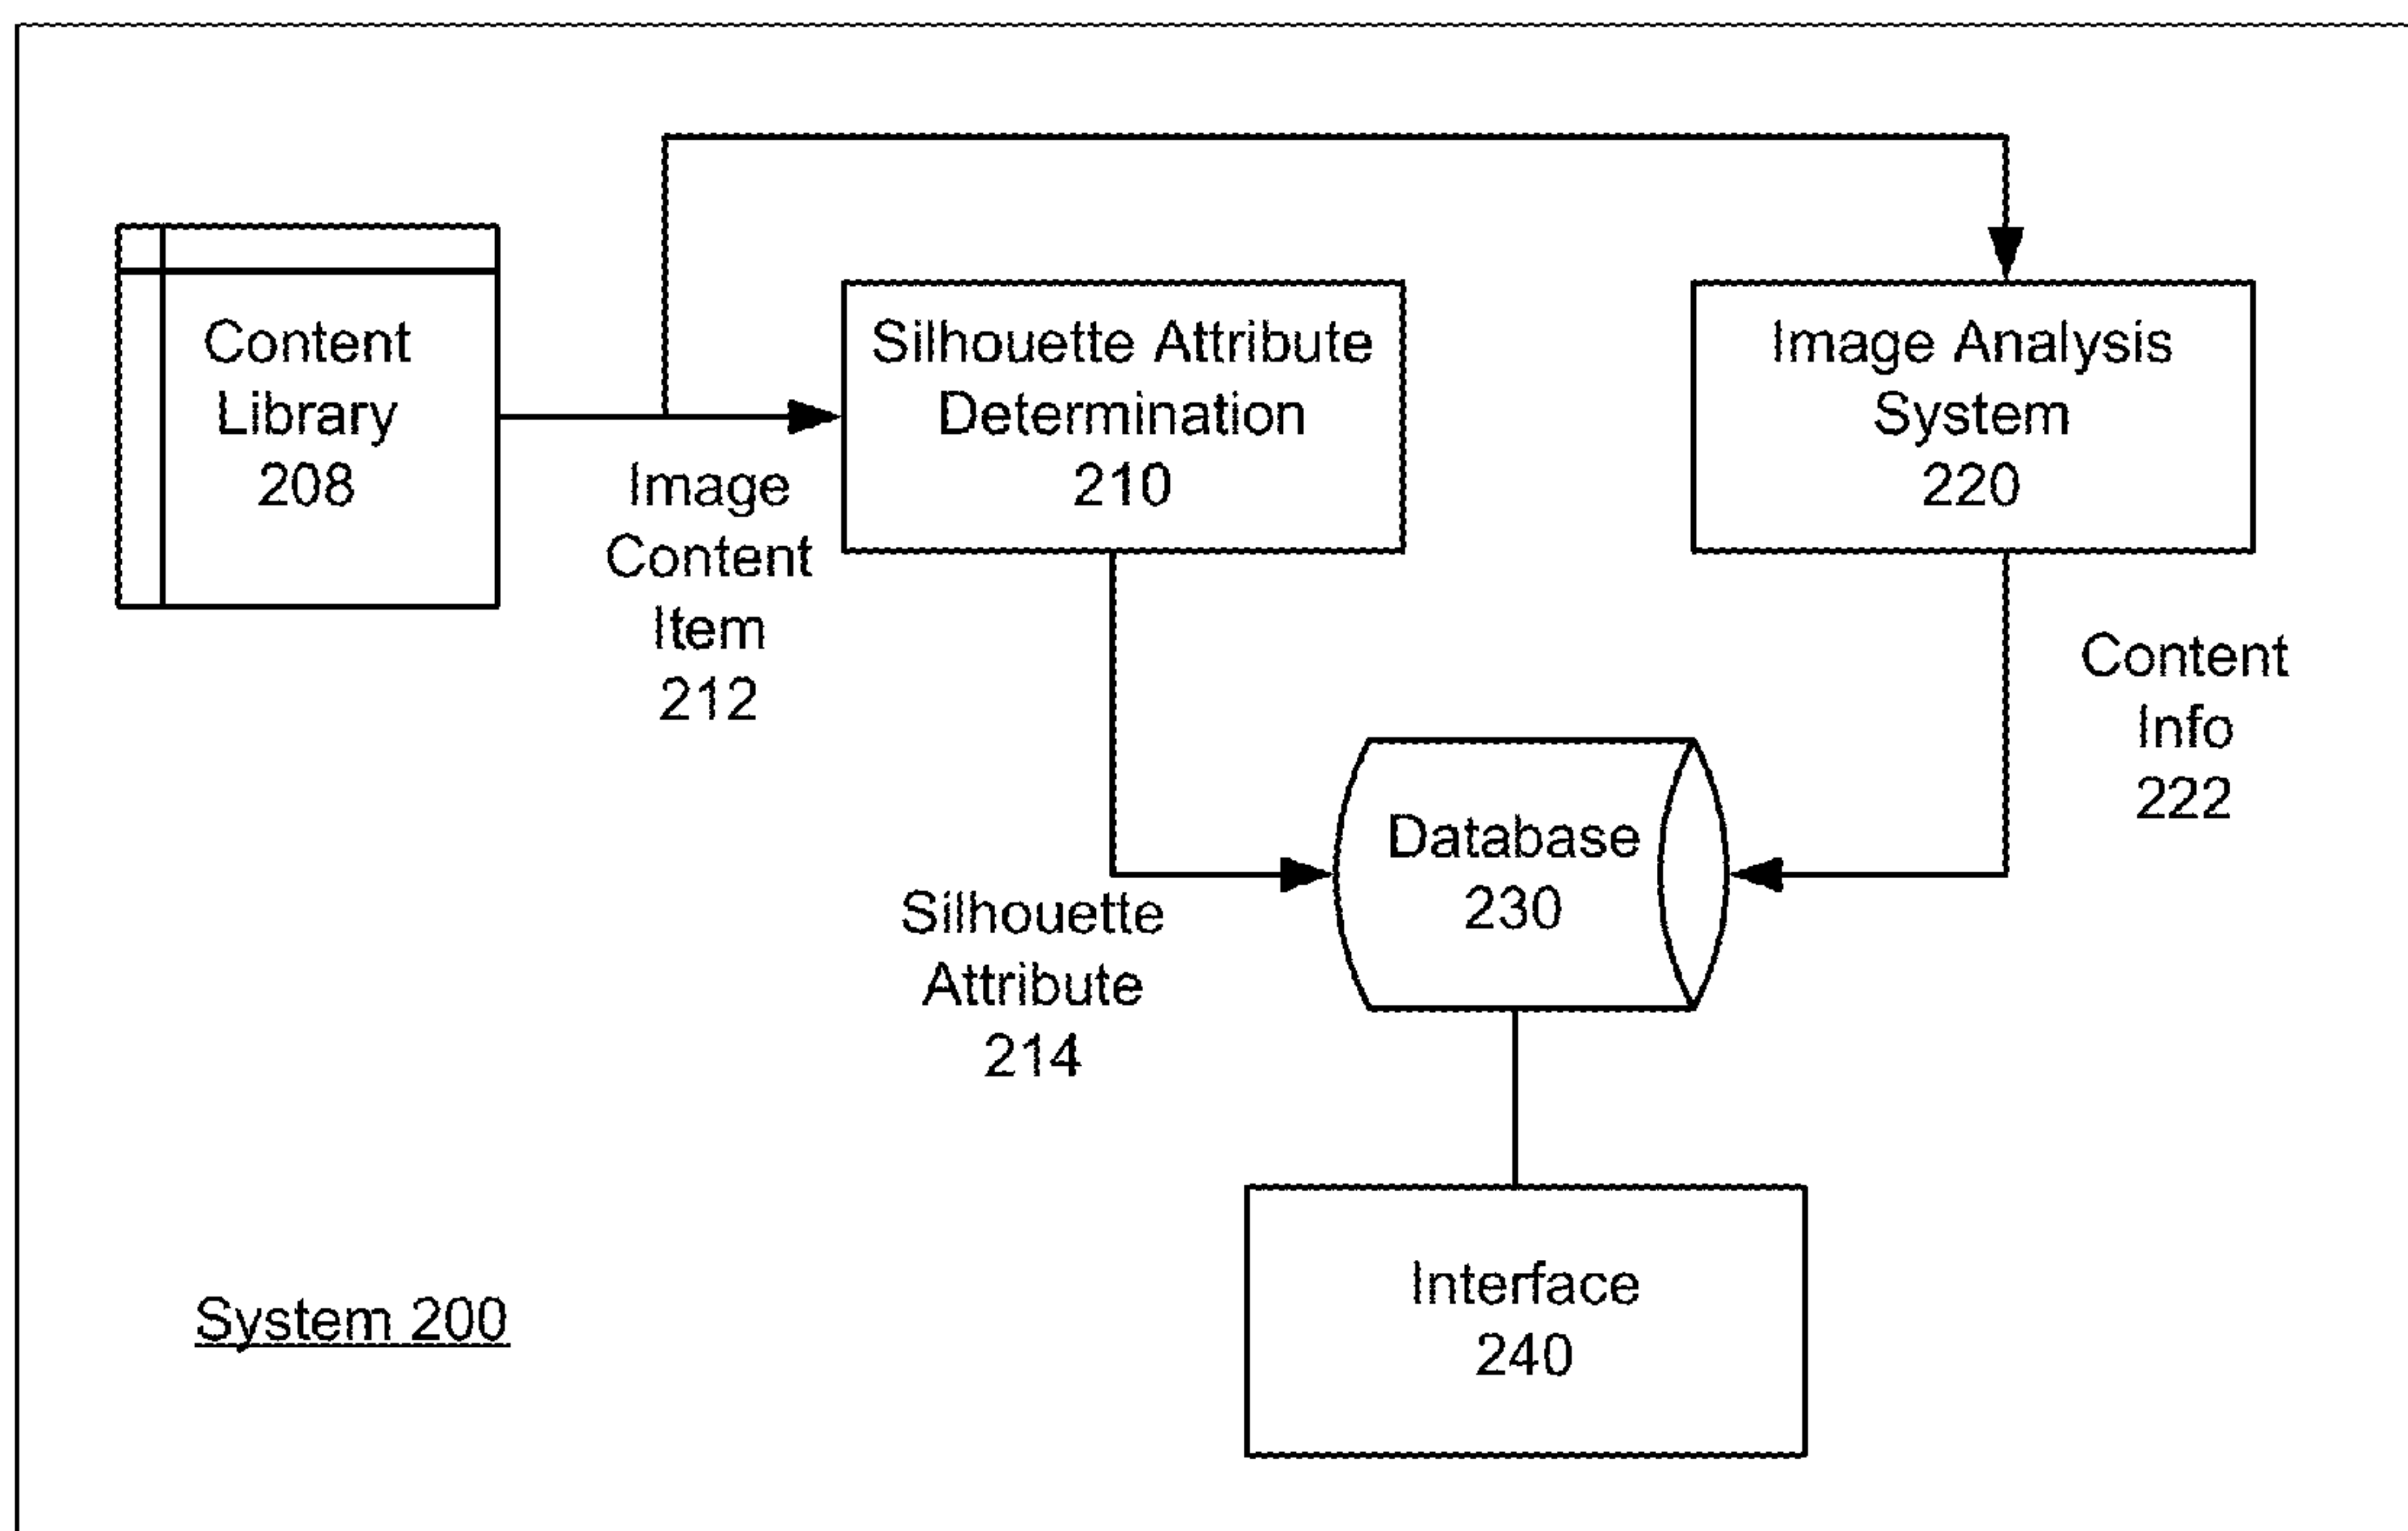 Content
Library
208
Image
Content
Item
212
Silhouette Attribute
Determination
210
Image Analysis
System
220
Content
Info
222
Database
230
Silhouette
Attribute
214
Interface
240
System 200